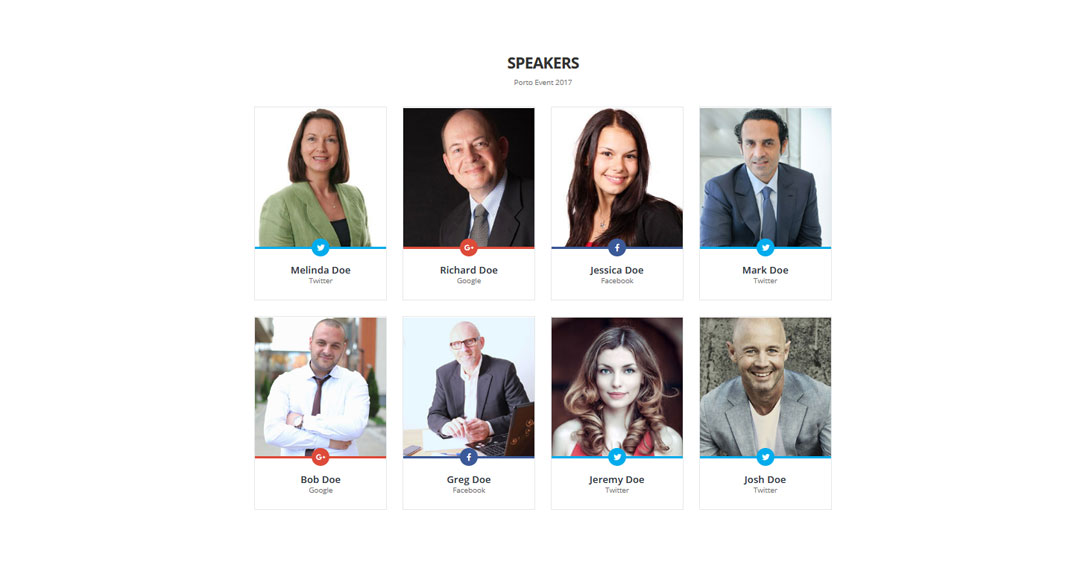 SPEAKERS
Porto Event 2017
Melinda Doe
Twitter
Richard Doe
Google
Jessica Doe
Facebook
Mark Doe
Twitter
Bob Doe
Google
Greg Doe
Facebook
Jeremy Doe
Twitter
Josh Doe
Twitter